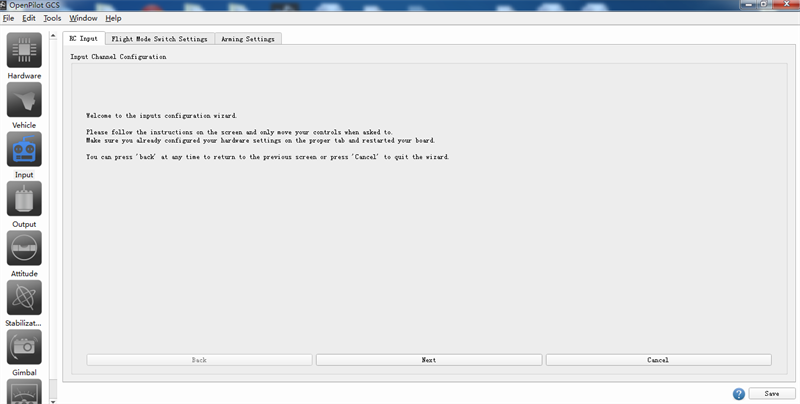 OpenPilot GCS
File Edit Tools Window Help
RC Input Flight Mode Switch Settings Arming Settings
Input Channel Configuration
Hardware
Vehicle
Input
Output
Attitude
Stabilizat...
Gimbal
Welcome to the inputs configuration wizard.
Please follow the instructions on the screen and only move your controls when asked to.
Make sure you already configured your hardware settings on the proper tab and restarted your board.
You can press 'back' at any time to return to the previous screen or press 'Cancel' to quit the wizard.
Back Next Cancel
Save